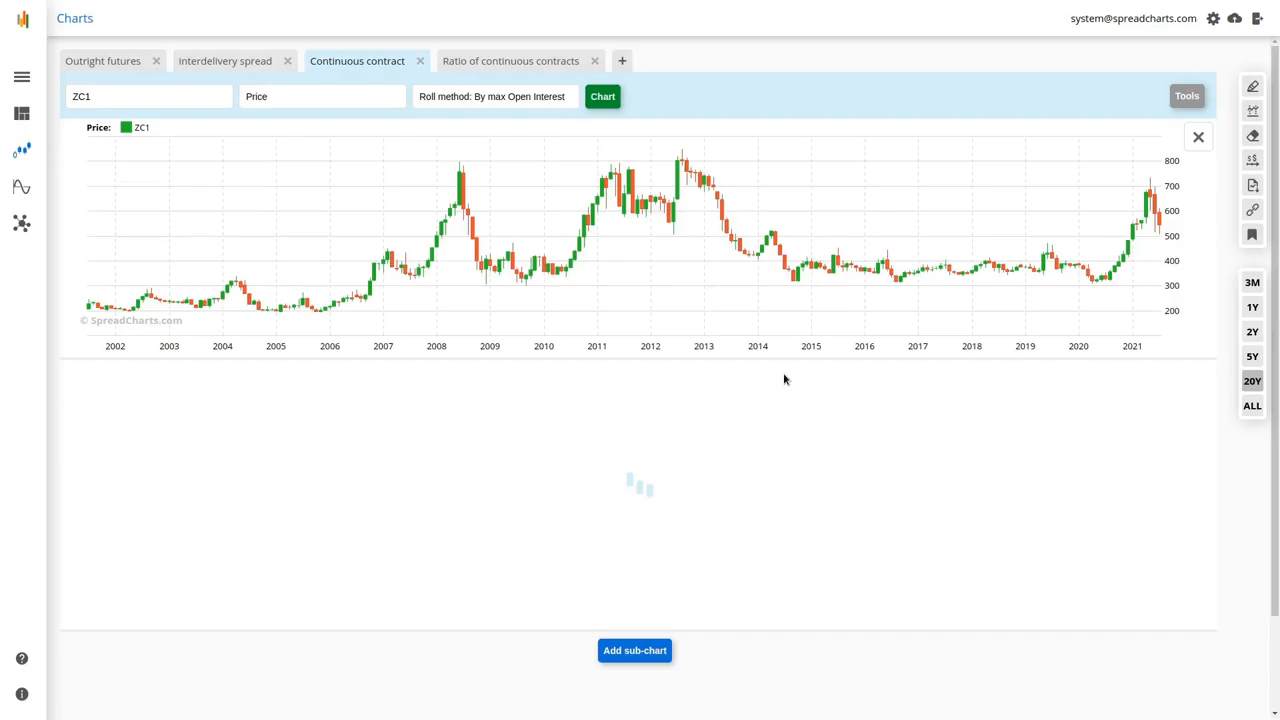 Charts
system@spreadcharts.com
Outright futures
Interdelivery spread
Continuous contract
Ratio of continuous contracts
+
ZC1
Price
Roll method: By max Open Interest
Chart
Tools
Price: ZC1
800
700
600
500
400
300
200
© SpreadCharts.com
2002 2003 2004 2005 2006 2007 2008 2009 2010 2011 2012 2013 2014 2015 2016 2017 2018 2019 2020 2021
3M
1Y
2Y
5Y
20Y
ALL
Add sub-chart